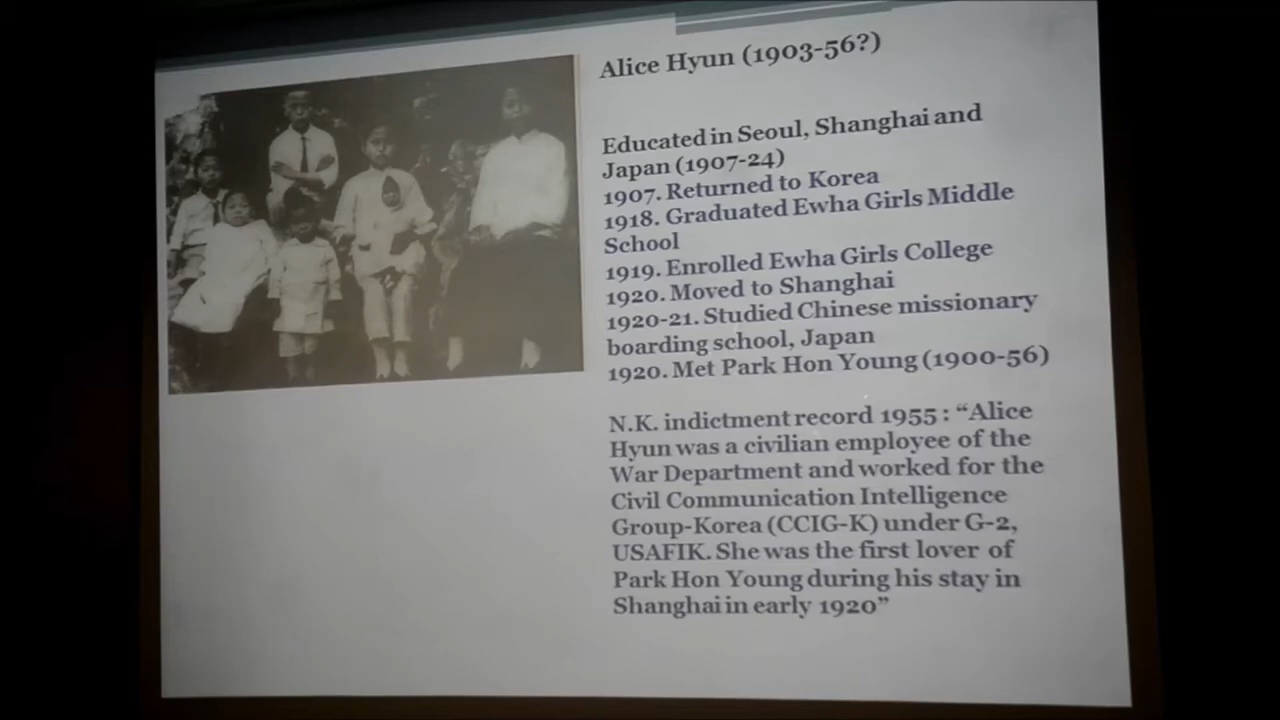 Alice Hyun (1903-56?)
Educated in Seoul, Shanghai and
Japan (1907-24)
1907. Returned to Korea
1918. Graduated Ewha Girls Middle
School
1919. Enrolled Ewha Girls College
1920. Moved to Shanghai
1920-21. Studied Chinese missionary
boarding school, Japan
1920. Met Park Hon Young (1900-56)
N.K. indictment record 1955 : “Alice
Hyun was a civilian employee of the
War Department and worked for the
Civil Communication Intelligence
Group-Korea (CCIG-K) under G-2,
USAFIK. She was the first lover of
Park Hon Young during his stay in
Shanghai in early 1920”